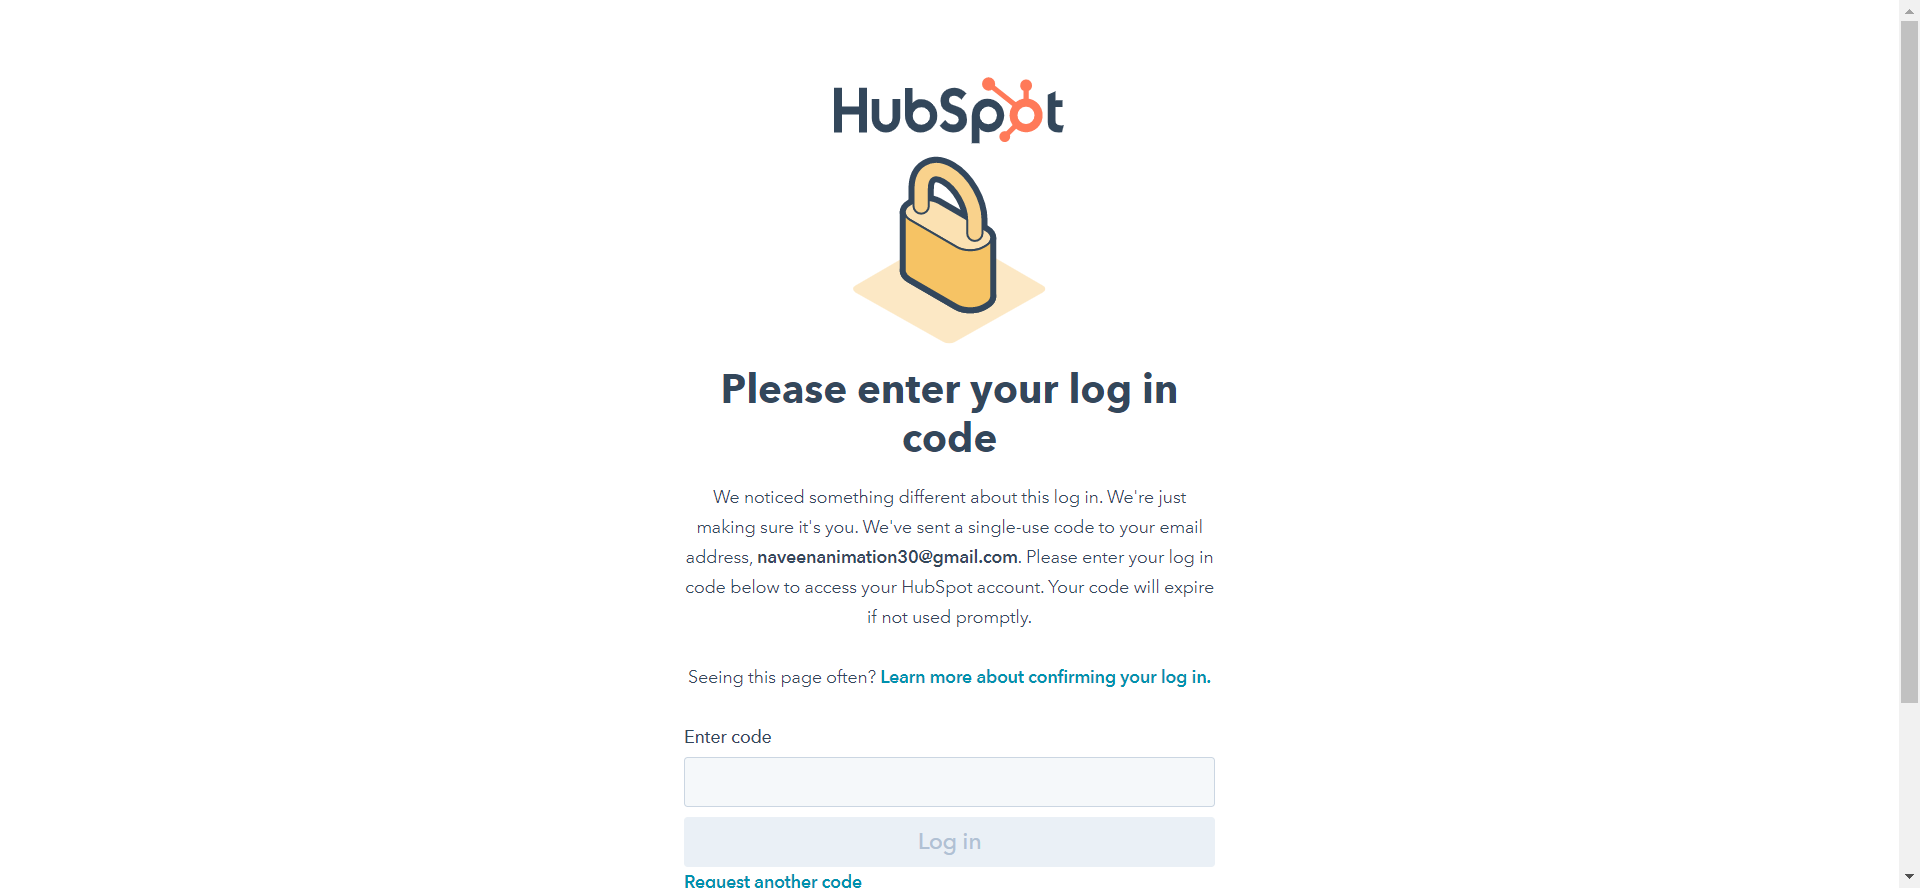 HubSpot
Please enter your log in
code
We noticed something different about this log in. We're just
making sure it's you. We've sent a single-use code to your email
address, naveenanimation30@gmail.com. Please enter your log in
code below to access your HubSpot account. Your code will expire
if not used promptly.
Seeing this page often? Learn more about confirming your log in.
Enter code
Log in
Request another code